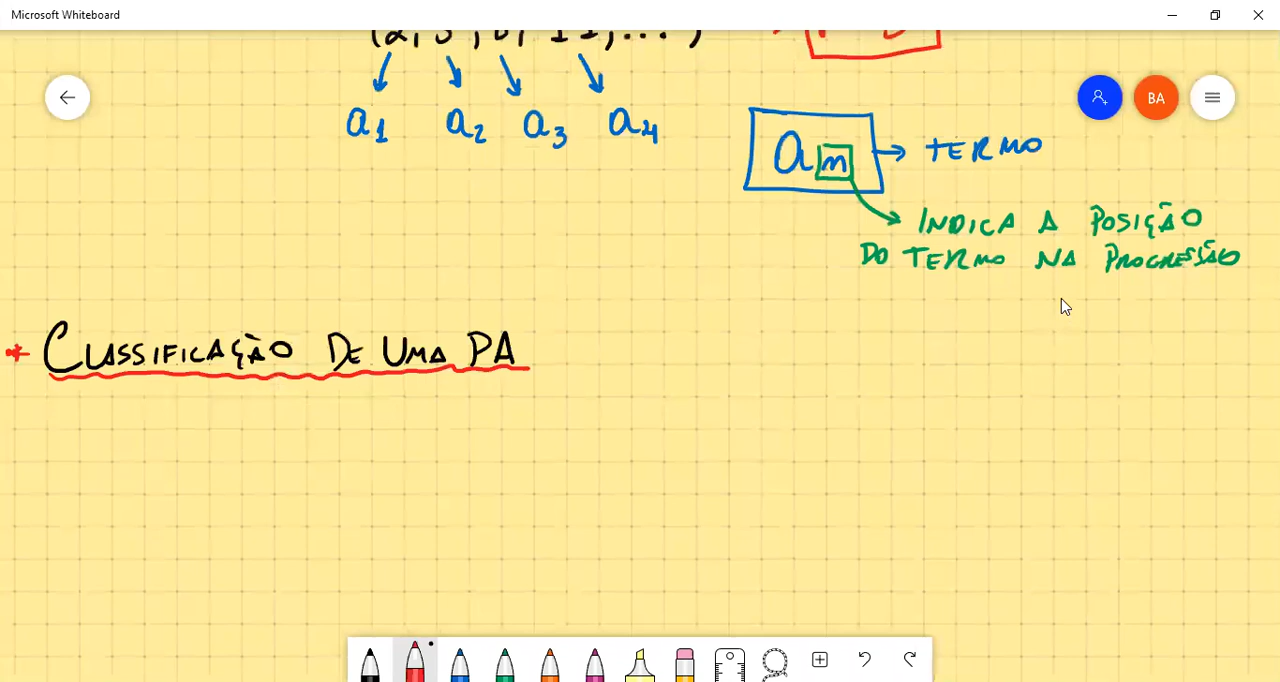 Microsoft Whiteboard
a1 a2 a3 a4
BA
an → TERMO
INDICA A POSIÇÃO
DO TERMO NA PROGRESSÃO
* CLASSIFICAÇÃO DE UMA PA